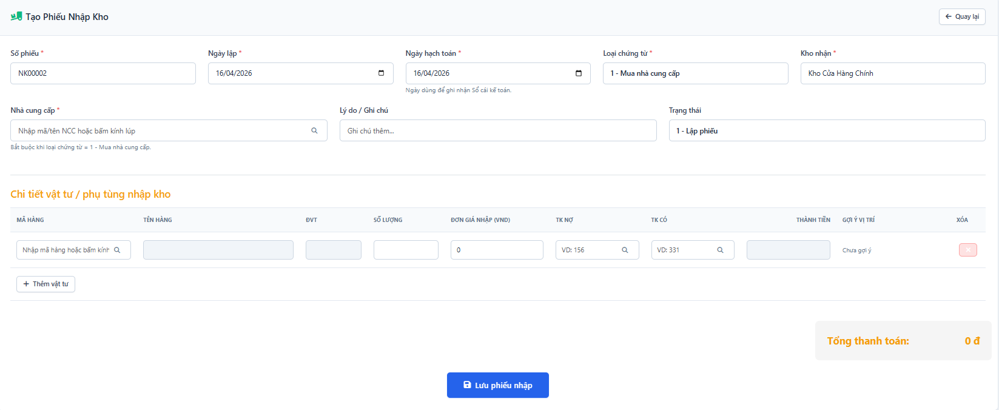 Tạo Phiếu Nhập Kho
Quay lại
Số phiếu *
Ngày lập *
Ngày hạch toán *
Loại chứng từ *
Kho nhận *
NK00002
16/04/2026
16/04/2026
1 - Mua nhà cung cấp
Kho Cửa Hàng Chính
Ngày dùng để ghi nhận Sổ cái kế toán.
Nhà cung cấp *
Lý do / Ghi chú
Trạng thái
Nhập mã/tên NCC hoặc bấm kính lúp
Ghi chú thêm...
1 - Lập phiếu
Bắt buộc khi loại chứng từ = 1 - Mua nhà cung cấp.
Chi tiết vật tư / phụ tùng nhập kho
MÃ HÀNG
TÊN HÀNG
ĐVT
SỐ LƯỢNG
ĐƠN GIÁ NHẬP (VND)
TK NỢ
TK CÓ
THÀNH TIỀN
GỢI Ý VỊ TRÍ
XÓA
Nhập mã hàng hoặc bấm kính
0
VD: 156
VD: 331
Chưa gợi ý
Thêm vật tư
Tổng thanh toán: 0 đ
Lưu phiếu nhập